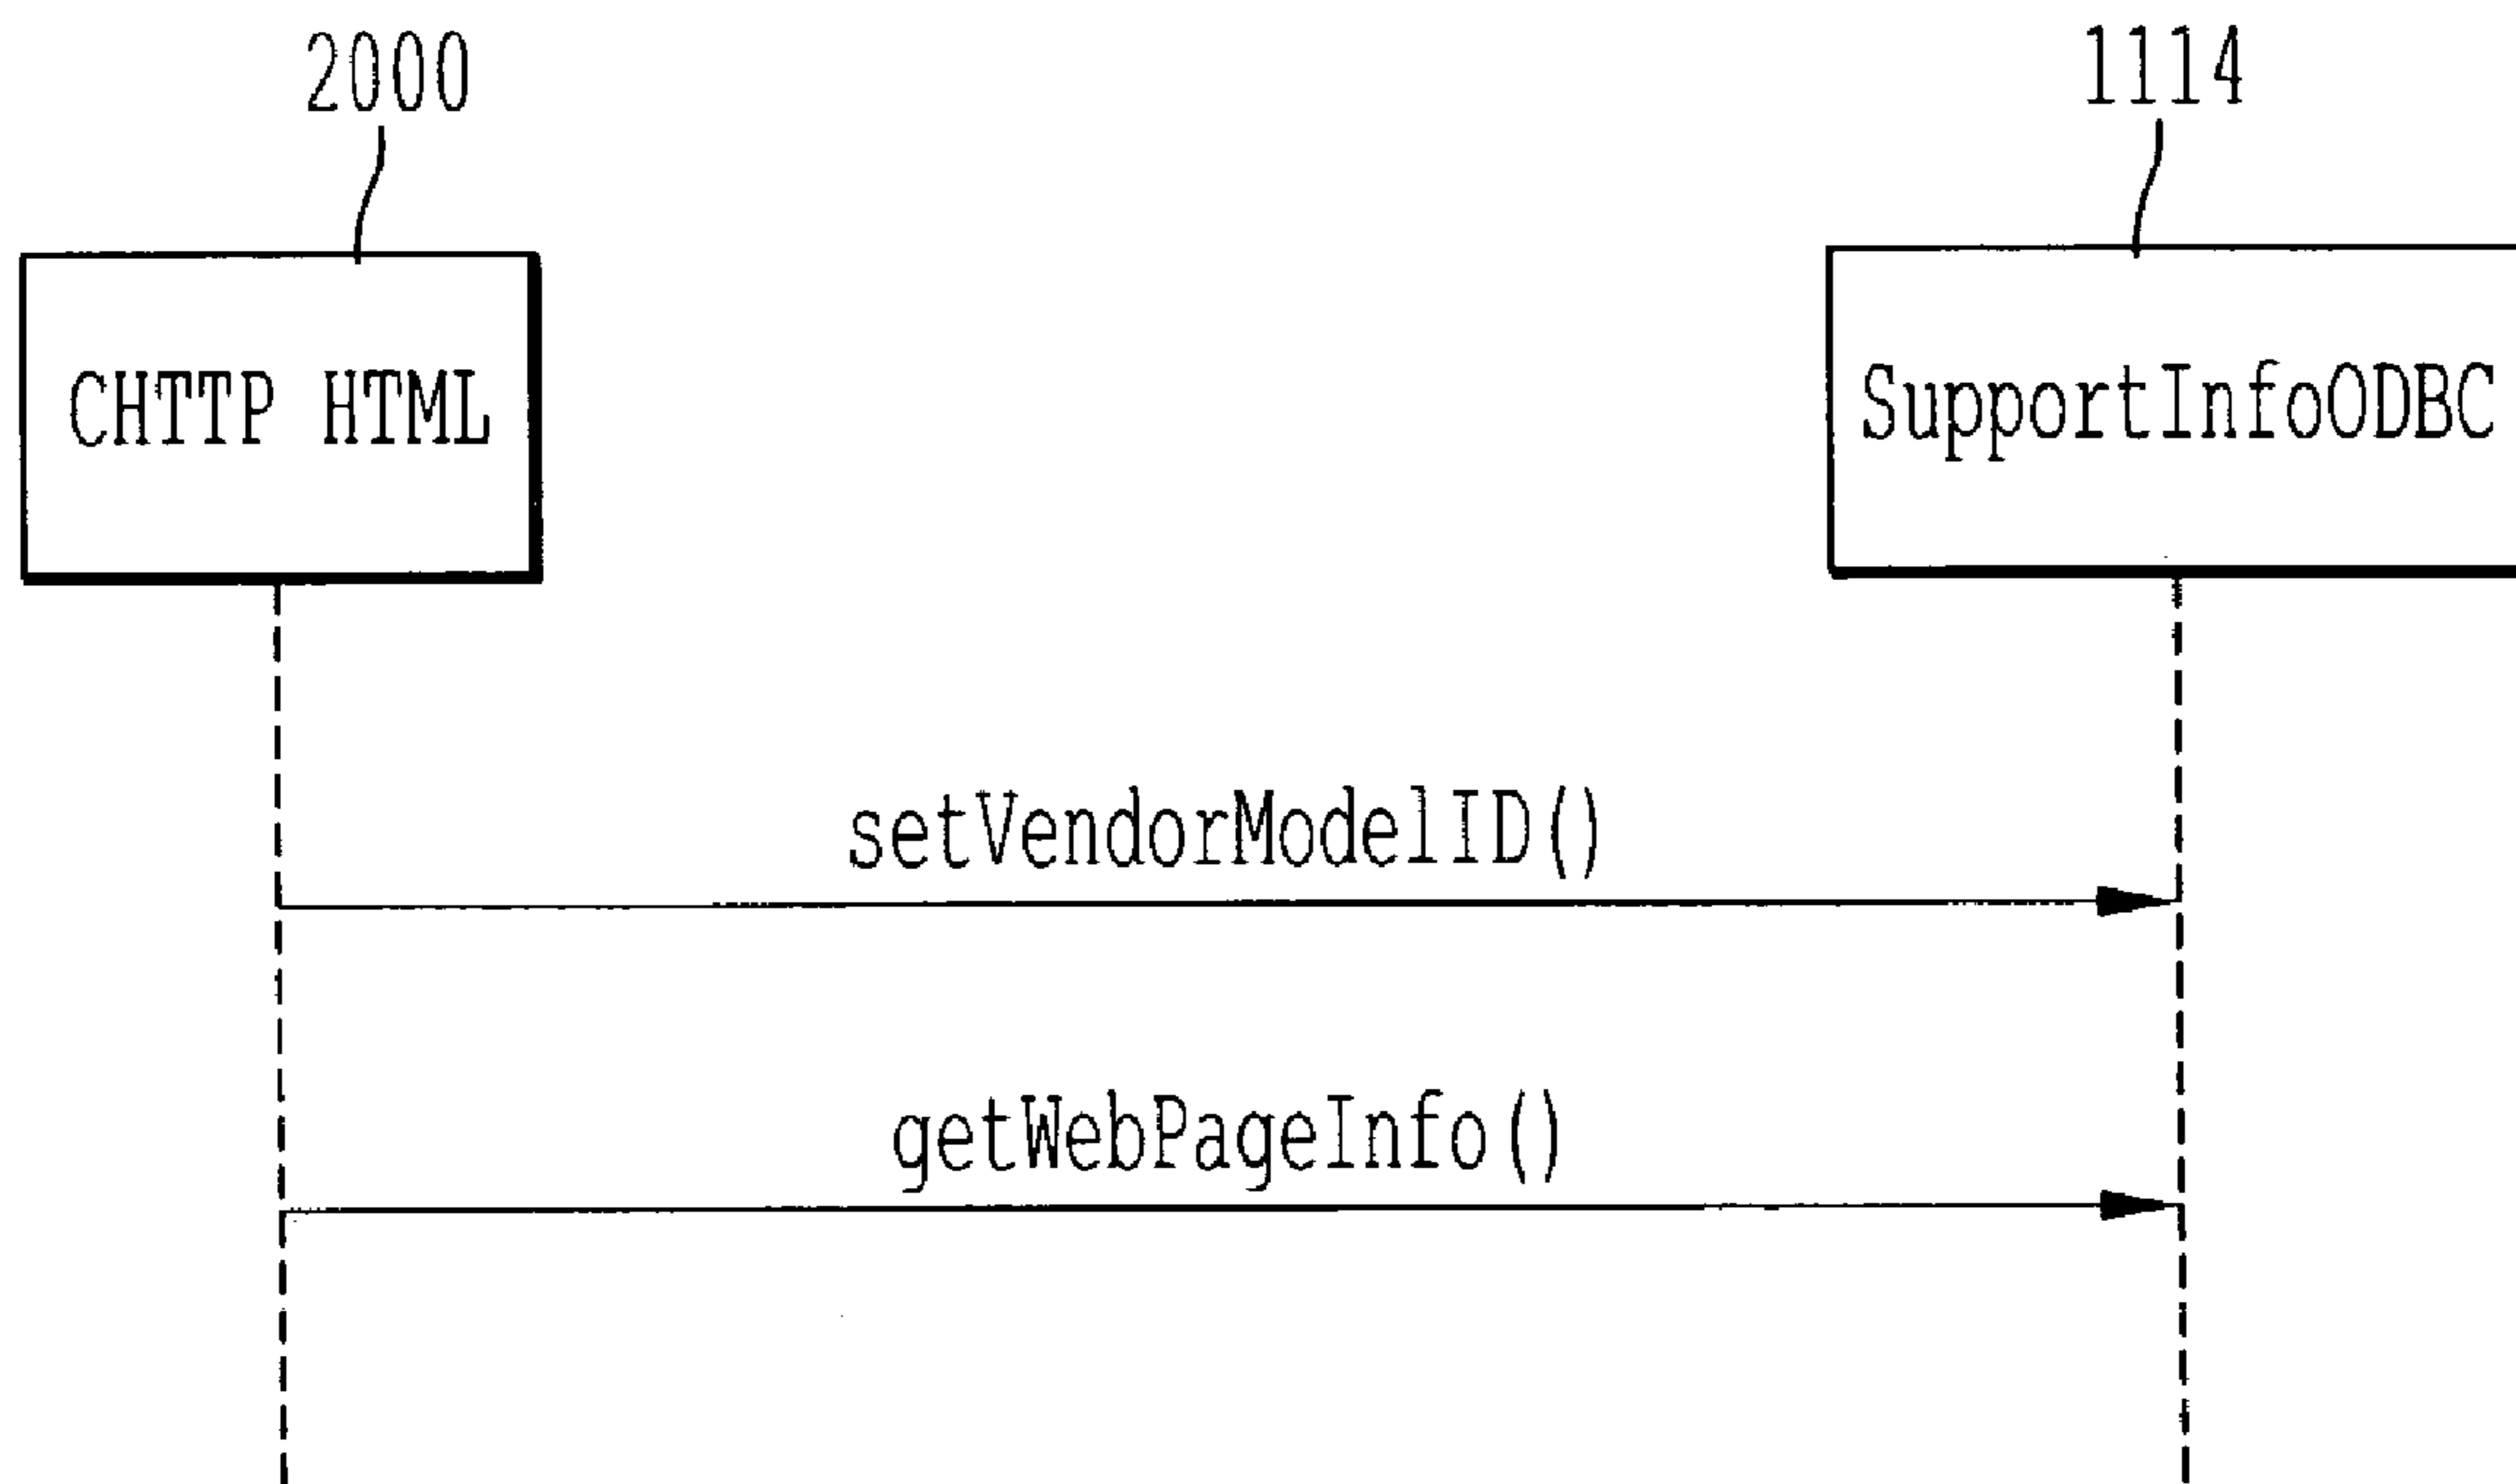 2000
1114
CHTTP HTML
SupportInfoODBC
setVendorModelID()
getWebPageInfo()